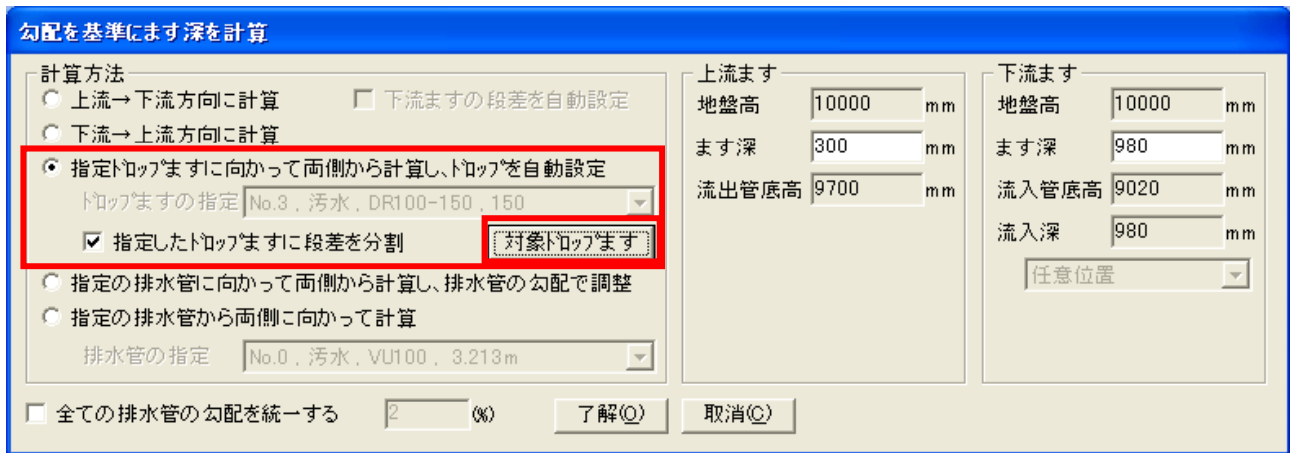 勾配を基準にます深を計算
計算方法
上流→下流方向に計算 下流ますの段差を自動設定
下流→上流方向に計算
指定ﾄﾞﾛｯﾌﾟますに向かって両側から計算し、ﾄﾞﾛｯﾌﾟを自動設定
ﾄﾞﾛｯﾌﾟますの指定 No.3 , 汚水 , DR100-150 , 150
指定したﾄﾞﾛｯﾌﾟますに段差を分割 対象ﾄﾞﾛｯﾌﾟます
指定の排水管に向かって両側から計算し、排水管の勾配で調整
指定の排水管から両側に向かって計算
排水管の指定 No.0 , 汚水 , VU100 , 3.213m
上流ます
地盤高 10000 mm
ます深 300 mm
流出管底高 9700 mm
下流ます
地盤高 10000 mm
ます深 980 mm
流入管底高 9020 mm
流入深 980 mm
任意位置
全ての排水管の勾配を統一する 2 (%) 了解(O) 取消(C)